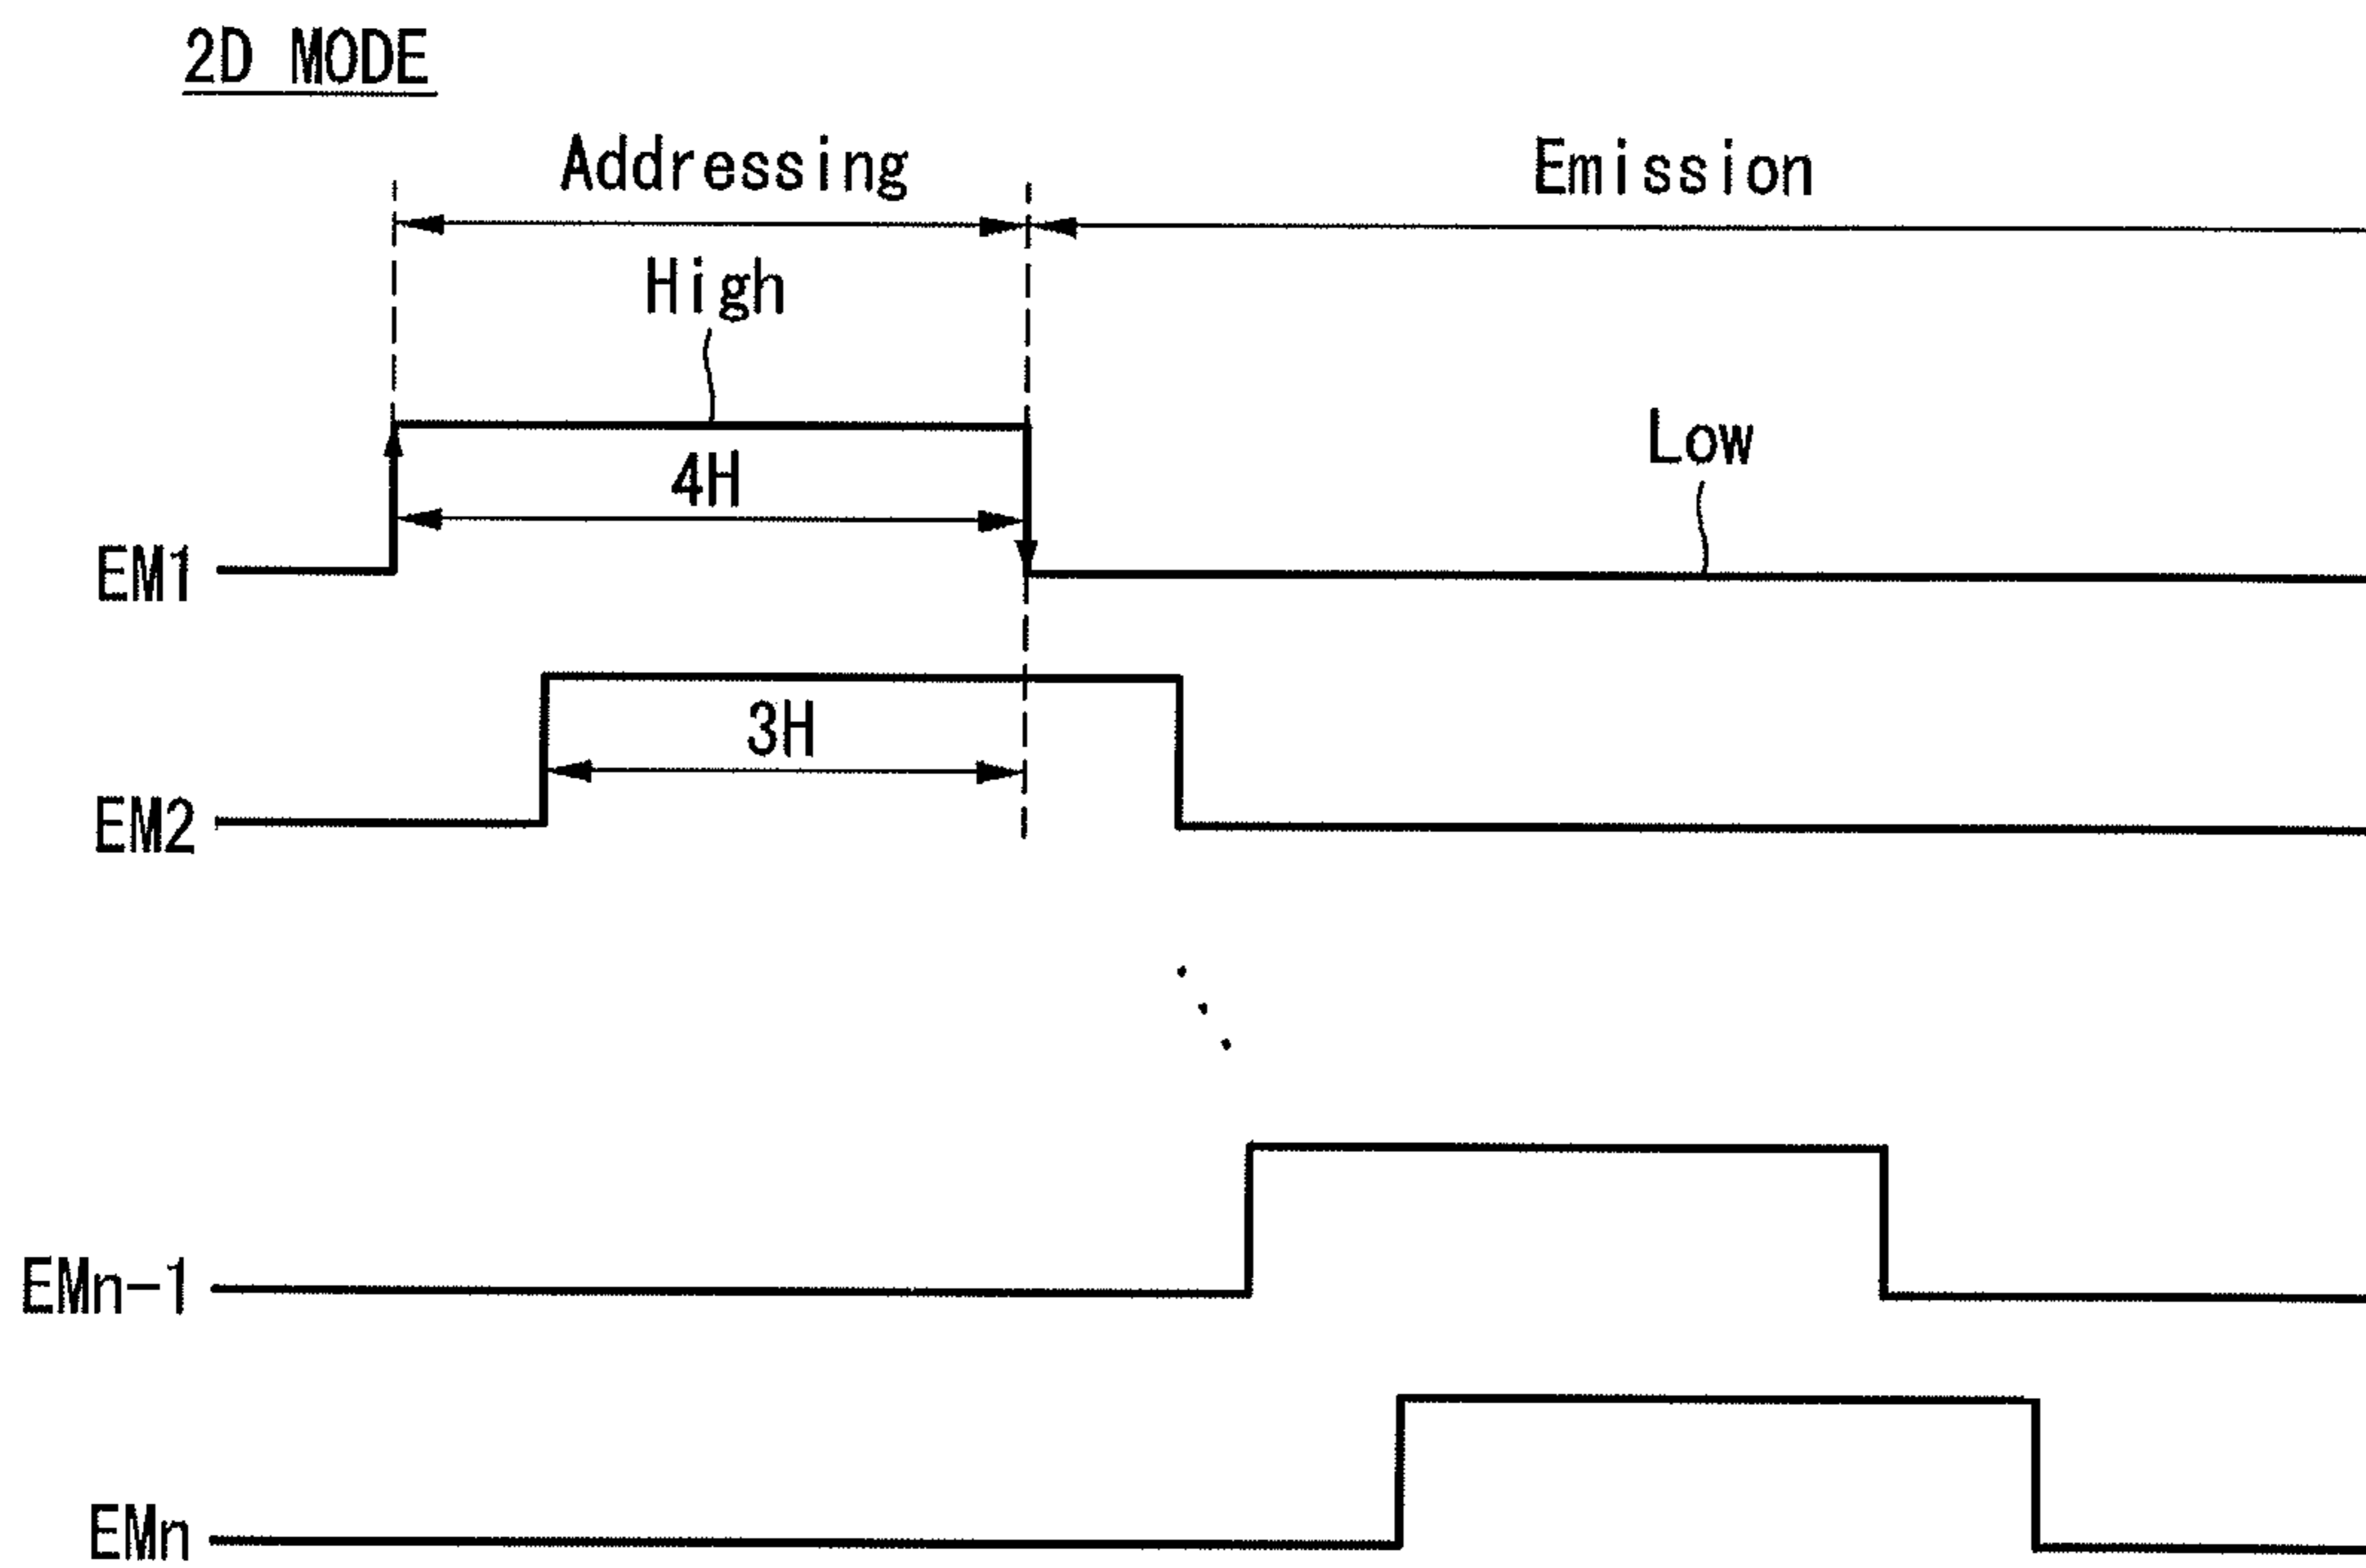 2D MODE
Addressing
Emission
High
Low
4H
EM1
3H
EM2
EMn-1
EMn